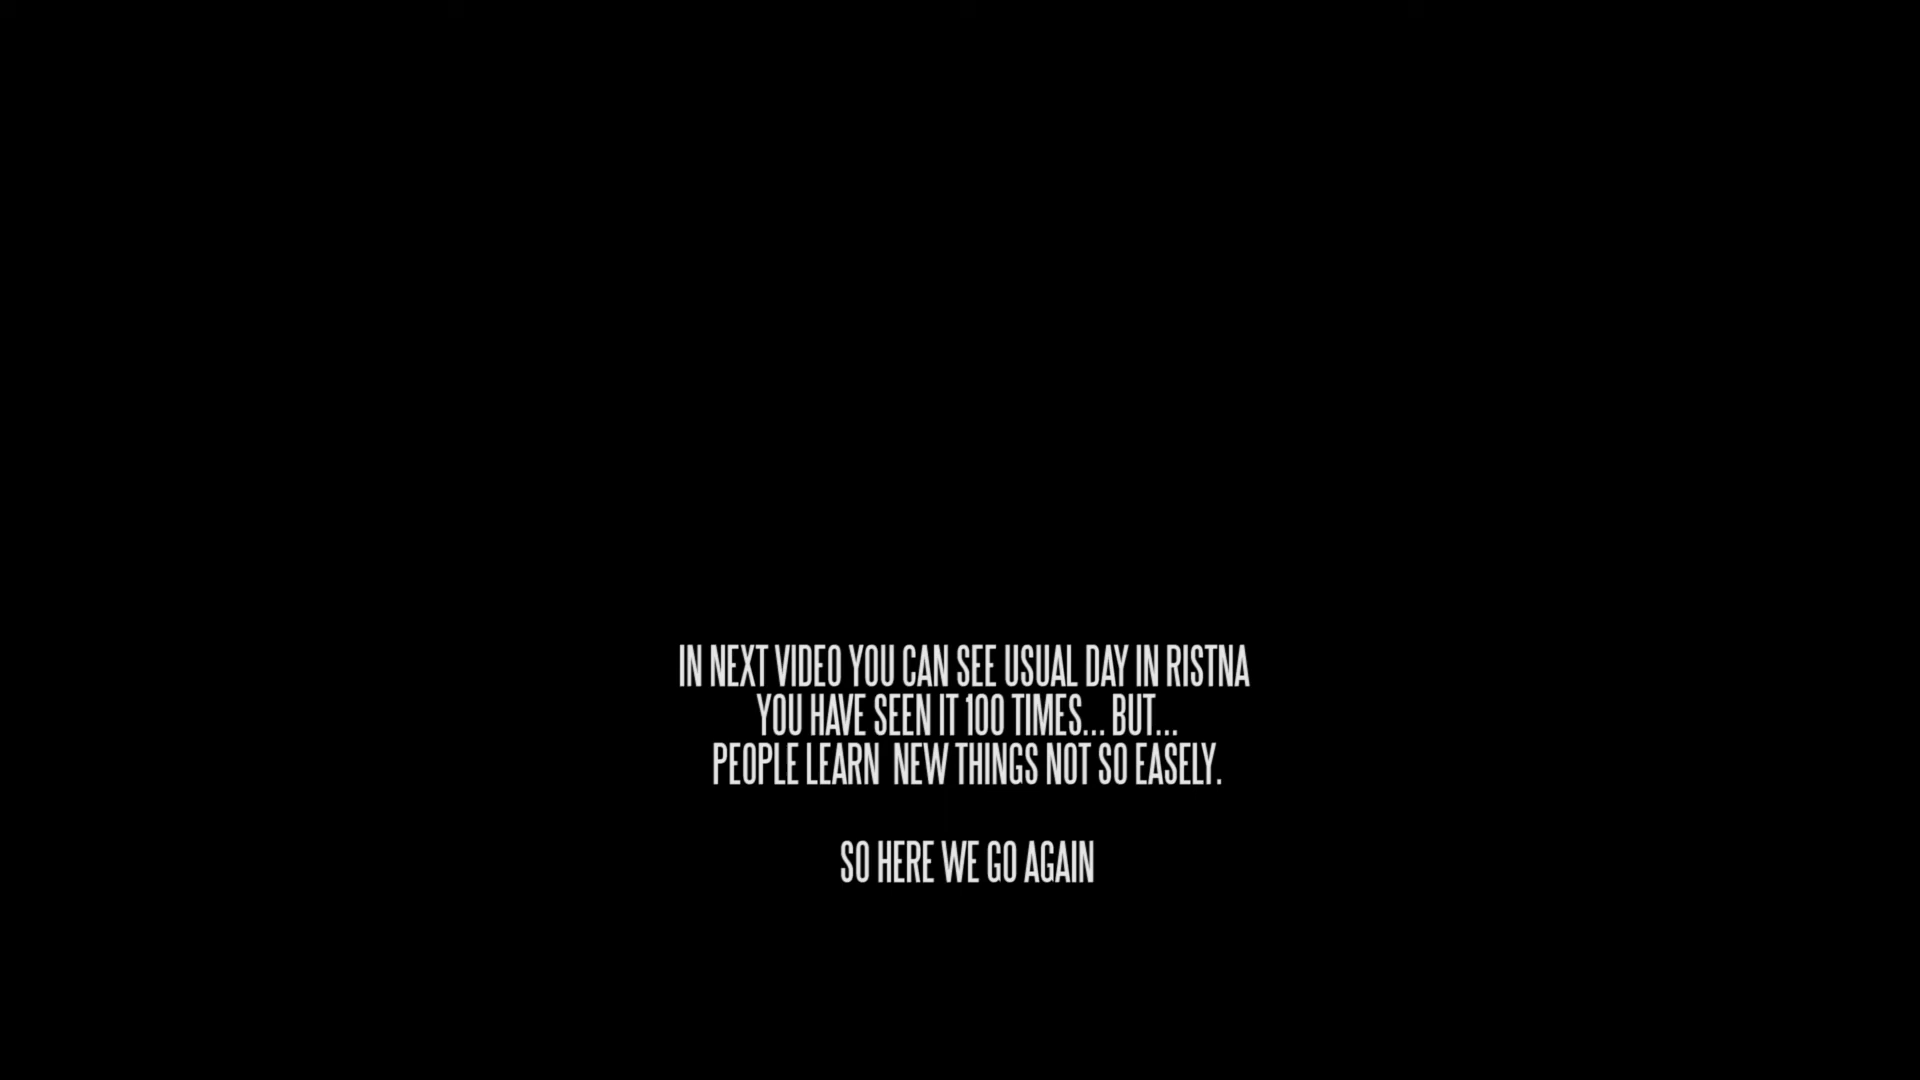 IN NEXT VIDEO YOU CAN SEE USUAL DAY IN RISTNA
YOU HAVE SEEN IT 100 TIMES... BUT...
PEOPLE LEARN  NEW THINGS NOT SO EASELY.
SO HERE WE GO AGAIN